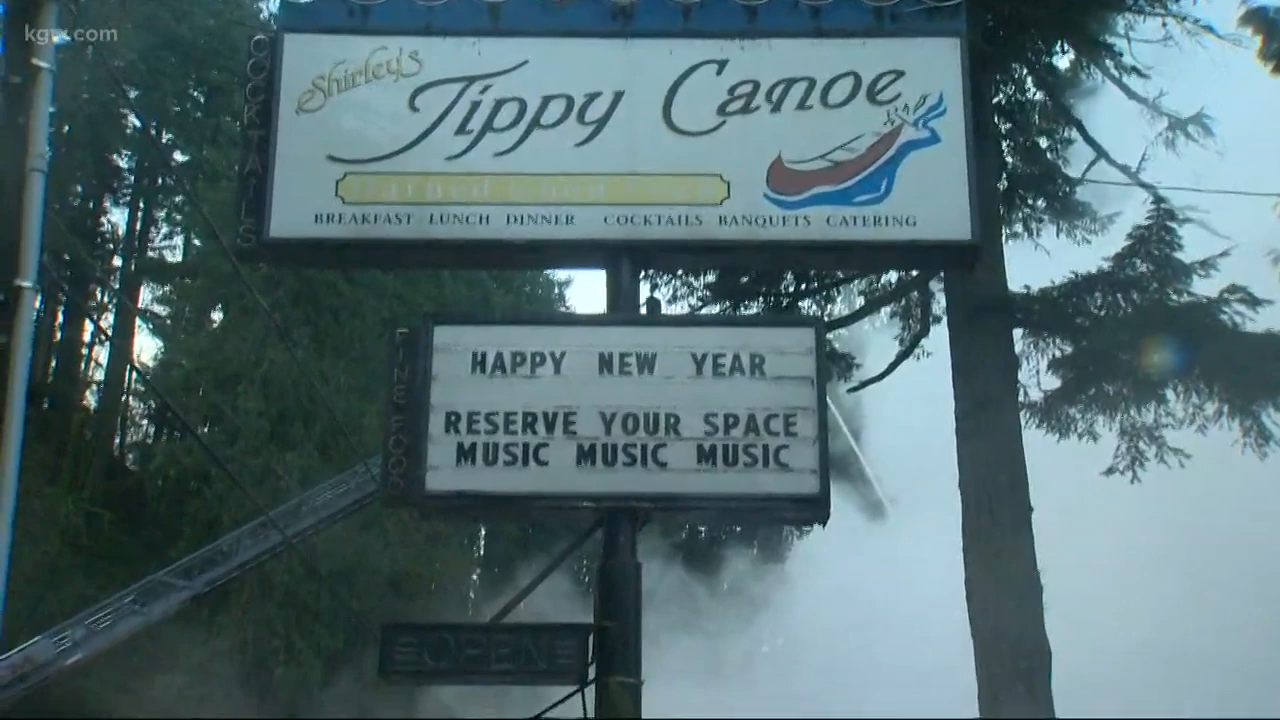 kgw.com
COCKTAILS
Shirley's
Tippy Canoe
BREAKFAST LUNCH DINNER COCKTAILS BANQUETS CATERING
FINE FOOD
HAPPY NEW YEAR
RESERVE YOUR SPACE
MUSIC MUSIC MUSIC
OPEN